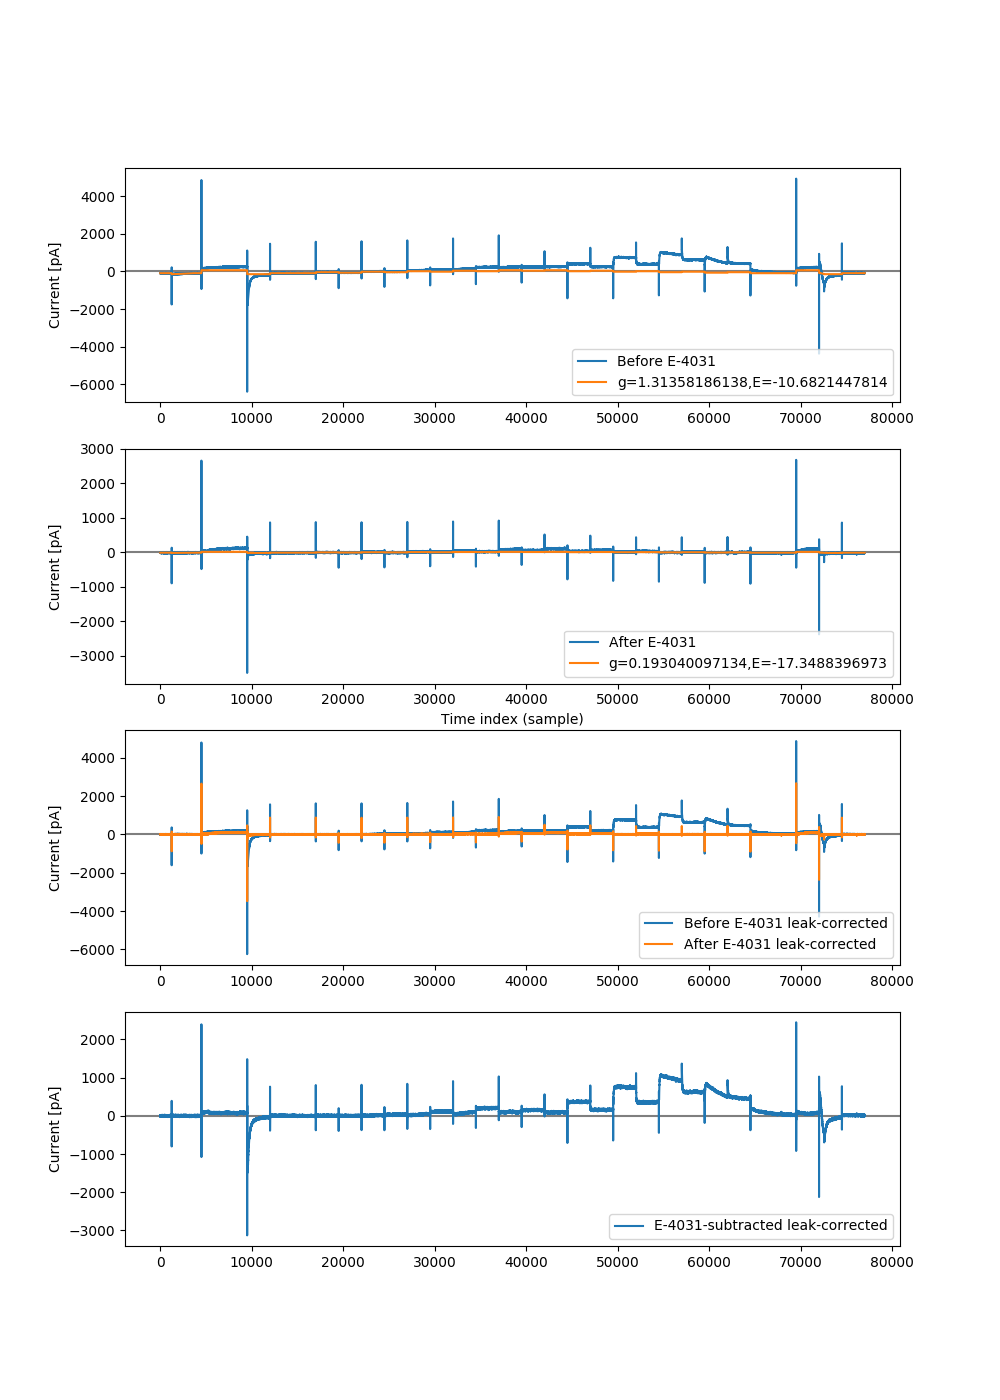 4000
2000
0
−2000
−4000
−6000
Current [pA]
Before E-4031
g=1.31358186138,E=-10.6821447814
0 10000 20000 30000 40000 50000 60000 70000 80000
3000
2000
1000
0
−1000
−2000
−3000
Current [pA]
After E-4031
g=0.193040097134,E=-17.3488396973
0 10000 20000 30000 40000 50000 60000 70000 80000
Time index (sample)
4000
2000
0
−2000
−4000
−6000
Current [pA]
Before E-4031 leak-corrected
After E-4031 leak-corrected
0 10000 20000 30000 40000 50000 60000 70000 80000
2000
1000
0
−1000
−2000
−3000
Current [pA]
E-4031-subtracted leak-corrected
0 10000 20000 30000 40000 50000 60000 70000 80000